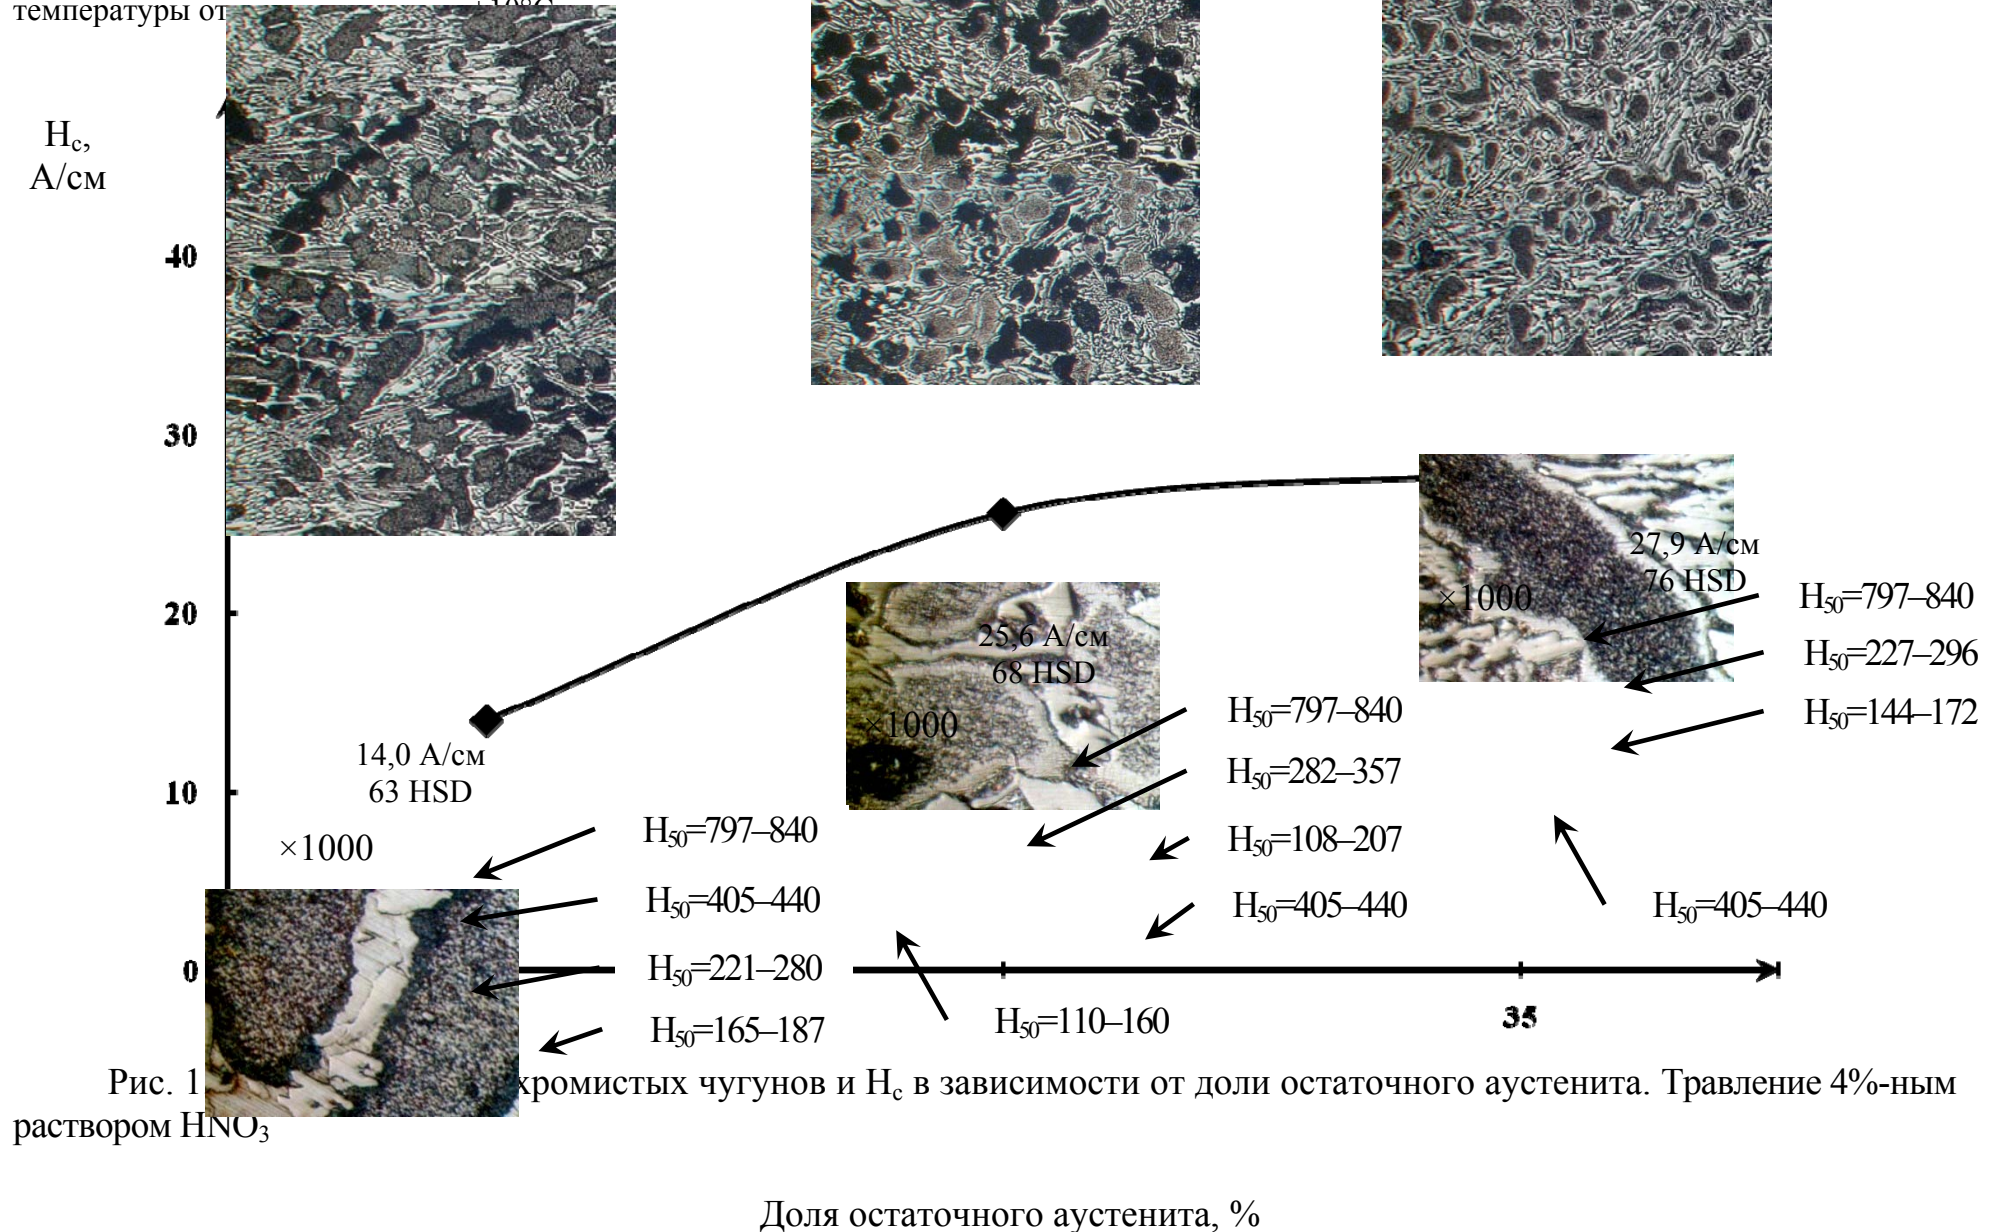 температуры от
±10°C
Hс,
А/см
40
30
20
10
0
14,0 А/см
63 HSD
×1000
25,6 А/см
68 HSD
×1000
27,9 А/см
76 HSD
×1000
H50=797–840
H50=405–440
H50=221–280
H50=165–187
H50=797–840
H50=282–357
H50=108–207
H50=405–440
H50=110–160
H50=797–840
H50=227–296
H50=144–172
H50=405–440
35
Рис. 1 хромистых чугунов и Hс в зависимости от доли остаточного аустенита. Травление 4%-ным
раствором HNO3
Доля остаточного аустенита, %